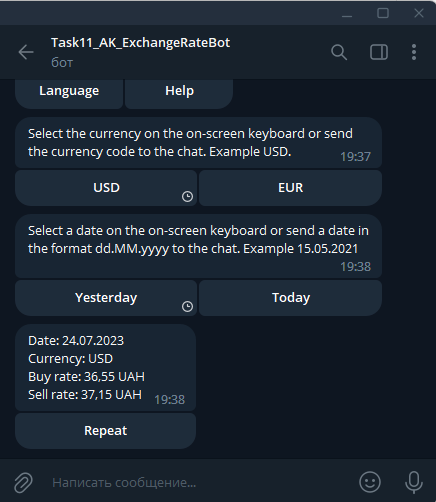 Task11_AK_ExchangeRateBot
бот
Language Help
Select the currency on the on-screen keyboard or send
the currency code to the chat. Example USD.
19:37
USD EUR
Select a date on the on-screen keyboard or send a date in
the format dd.MM.yyyy to the chat. Example 15.05.2021
19:38
Yesterday Today
Date: 24.07.2023
Currency: USD
Buy rate: 36,55 UAH
Sell rate: 37,15 UAH 19:38
Repeat
Написать сообщение...